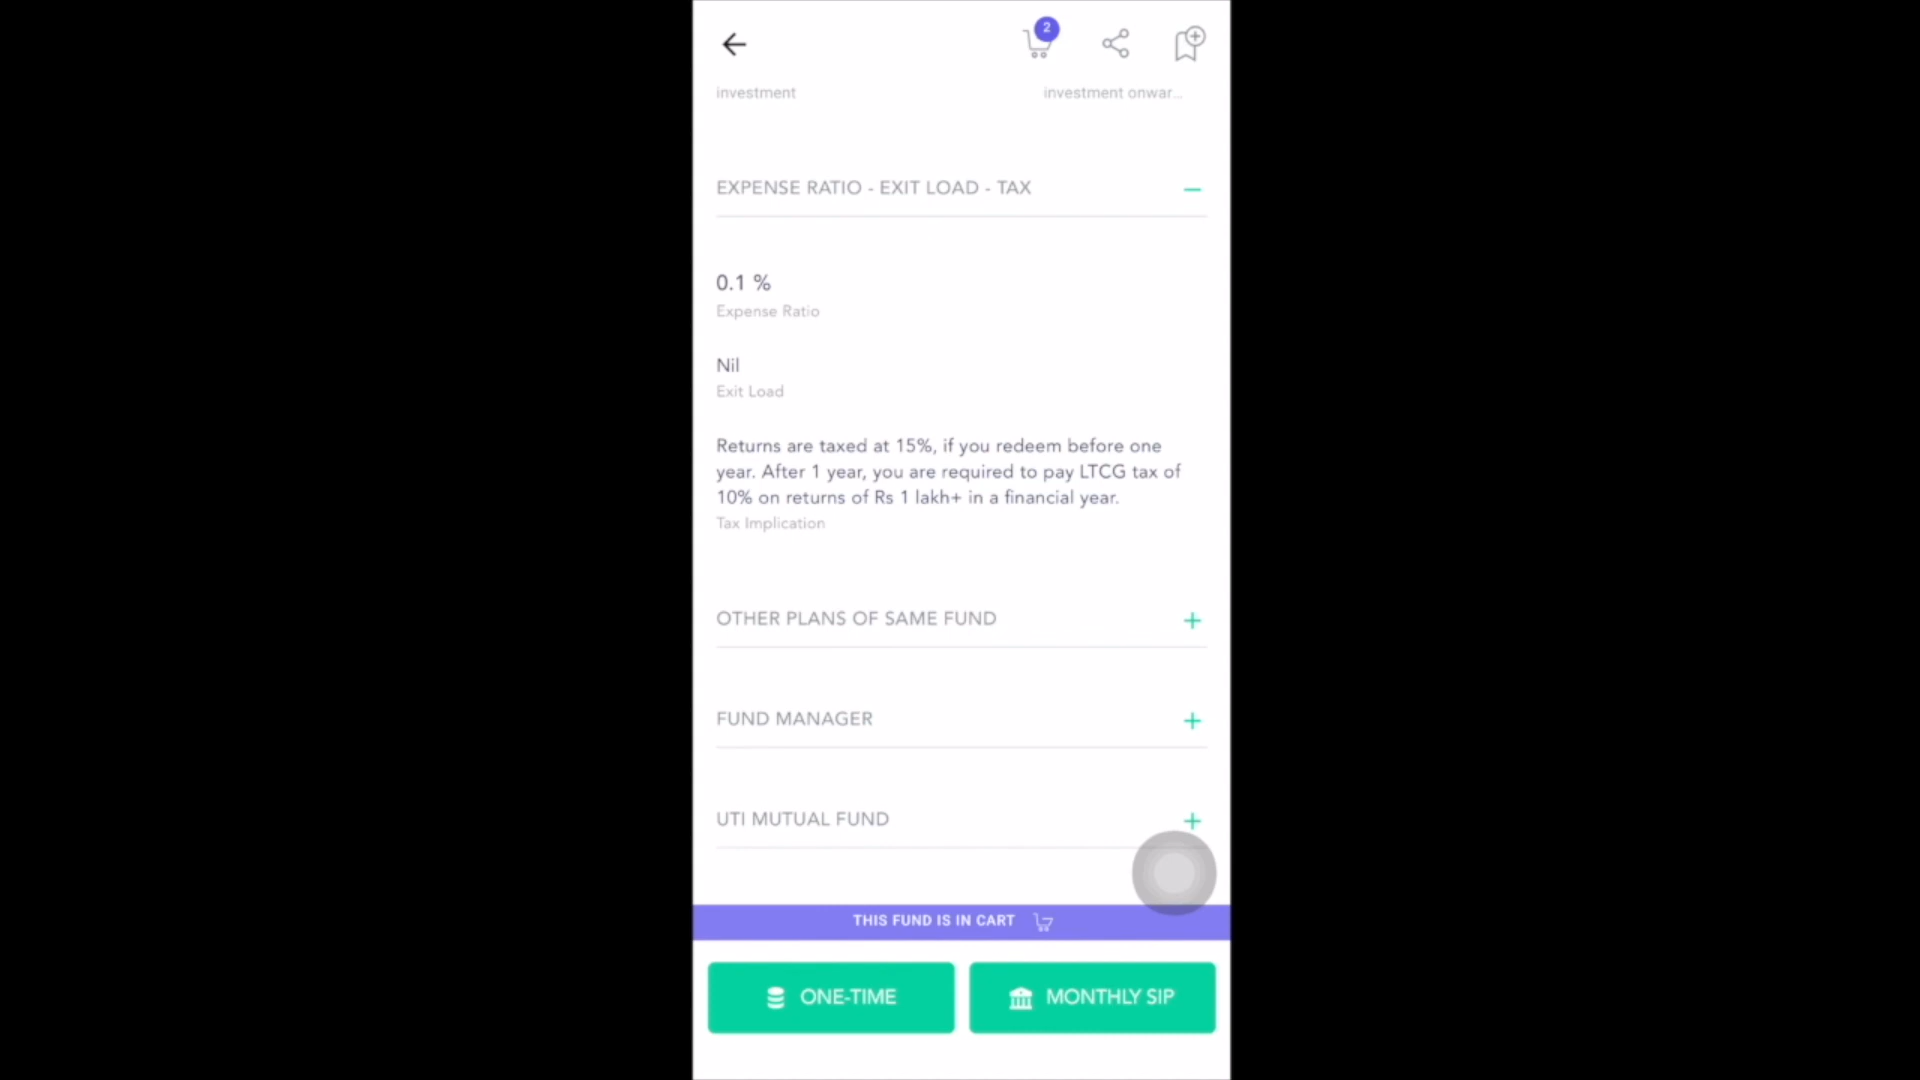 2
investment
investment onwar...
EXPENSE RATIO - EXIT LOAD - TAX
0.1 %
Expense Ratio
Nil
Exit Load
Returns are taxed at 15%, if you redeem before one
year. After 1 year, you are required to pay LTCG tax of
10% on returns of Rs 1 lakh+ in a financial year.
Tax Implication
OTHER PLANS OF SAME FUND
FUND MANAGER
UTI MUTUAL FUND
THIS FUND IS IN CART
ONE-TIME
MONTHLY SIP